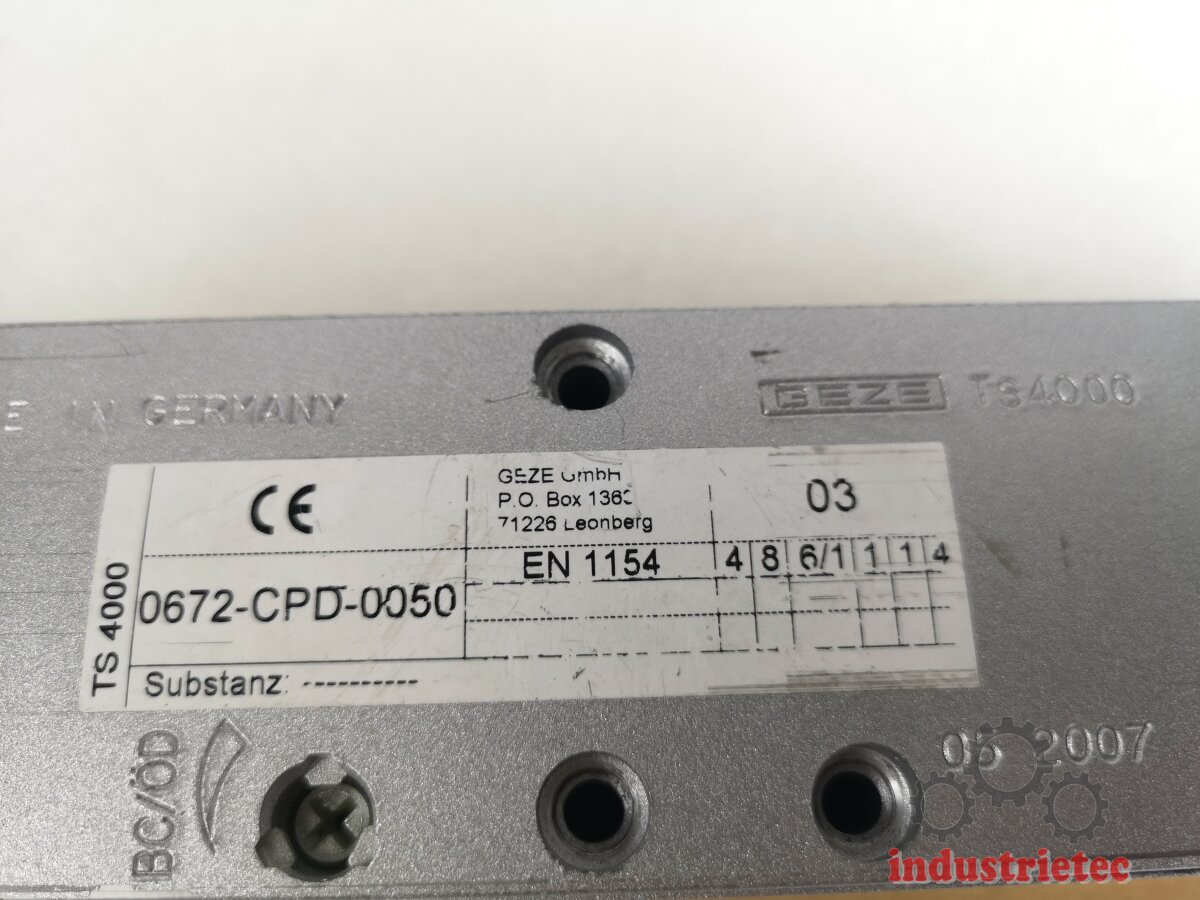 E IN GERMANY
GEZE TS4000
TS 4000
CE
GEZE GmbH
P.O. Box 1363
71226 Leonberg
03
0672-CPD-0050
EN 1154
4 8 6/1 1 1 4
Substanz: ----------
BC/ÖD
2007
industrietec